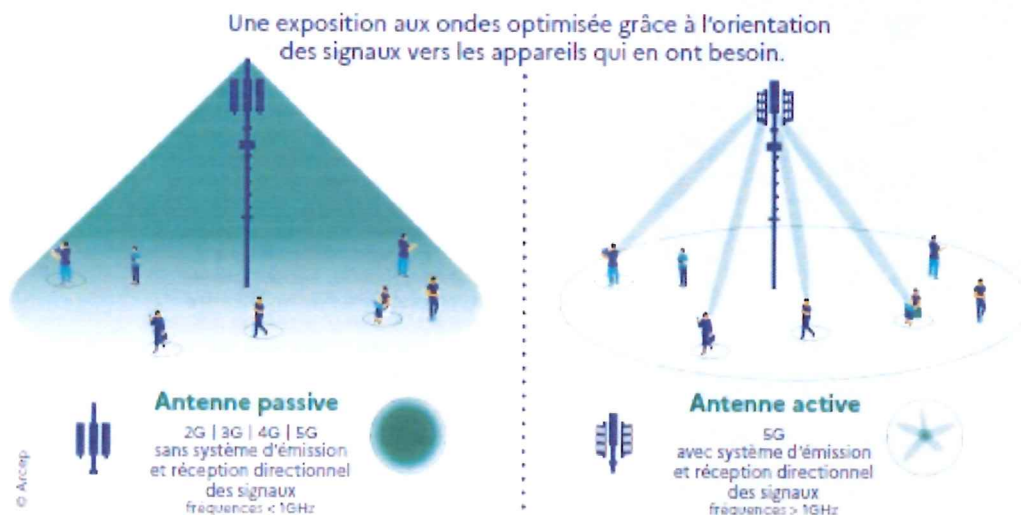 Une exposition aux ondes optimisée grâce à l'orientation
des signaux vers les appareils qui en ont besoin.
Antenne passive
2G | 3G | 4G | 5G
sans système d'émission
et réception directionnel
des signaux
fréquences < 1GHz
Antenne active
5G
avec système d'émission
et réception directionnel
des signaux
fréquences > 1GHz
© Arcep